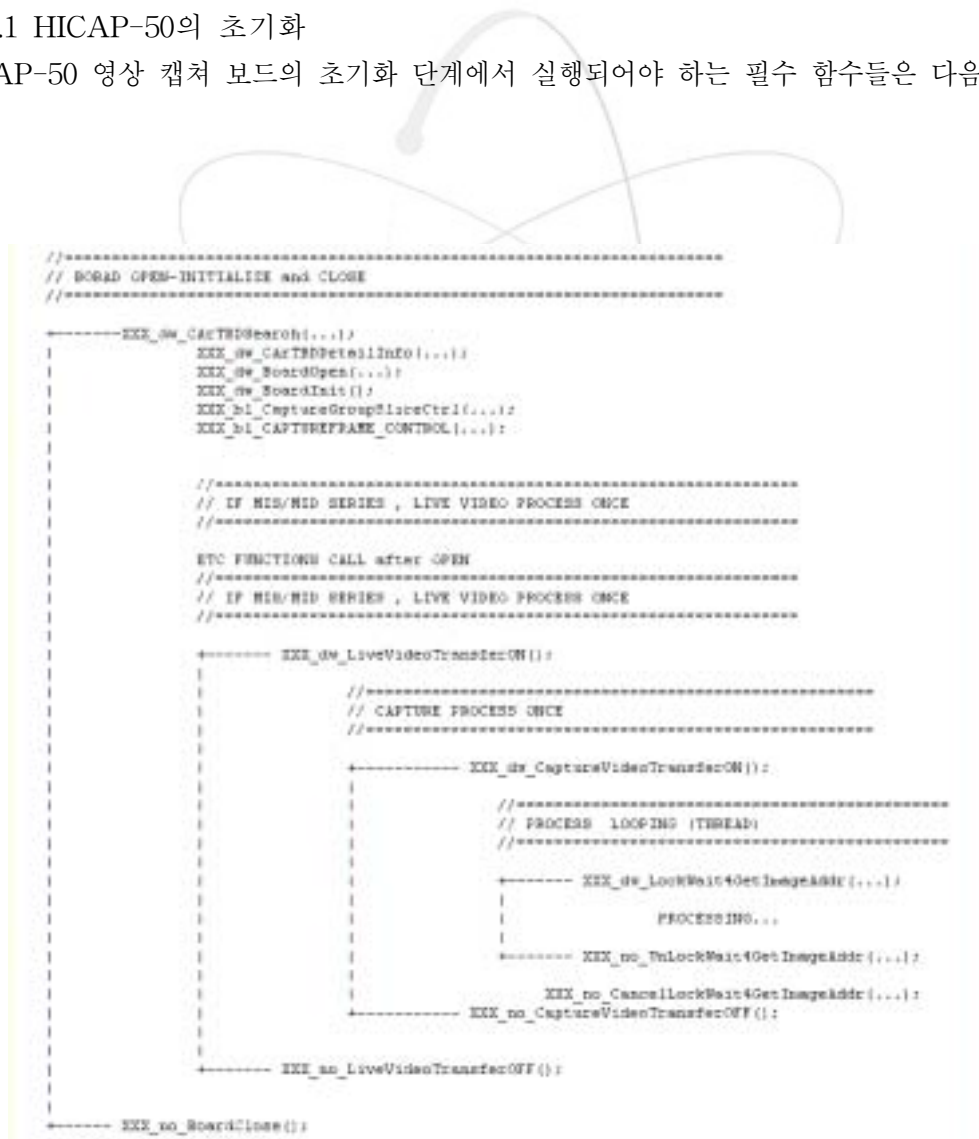 .1 HICAP-50의 초기화
AP-50 영상 캡쳐 보드의 초기화 단계에서 실행되어야 하는 필수 함수들은 다음
//=======================================================================
// BORAD OPEN-INITIALIZE and CLOSE
//=======================================================================
+-------XXX_dw_CArTBDSearch(...);
XXX_dw_CArTBDDetailInfo(...);
XXX_dw_BoardOpen(...);
XXX_dw_BoardInit();
XXX_bl_CaptureGroupSliceCtrl(...);
XXX_bl_CAPTUREFRAME_CONTROL(...);
//===============================================================
// IF MIS/MID SERIES , LIVE VIDEO PROCESS ONCE
//===============================================================
ETC FUNCTIONS CALL after OPEN
//===============================================================
// IF MIS/MID SERIES , LIVE VIDEO PROCESS ONCE
//===============================================================
+------- XXX_dw_LiveVideoTransferON();
//=======================================================
// CAPTURE PROCESS ONCE
//=======================================================
+------------ XXX_dw_CaptureVideoTransferON();
//===============================================
// PROCESS LOOPING (THREAD)
//===============================================
+------- XXX_dw_LockWait4GetImageAddr(...);
PROCESSING...
+------- XXX_no_UnLockWait4GetImageAddr(...);
XXX_no_CancelLockWait4GetImageAddr(...);
+------------ XXX_no_CaptureVideoTransferOFF();
+------- XXX_no_LiveVideoTransferOFF();
+------ XXX_no_BoardClose();